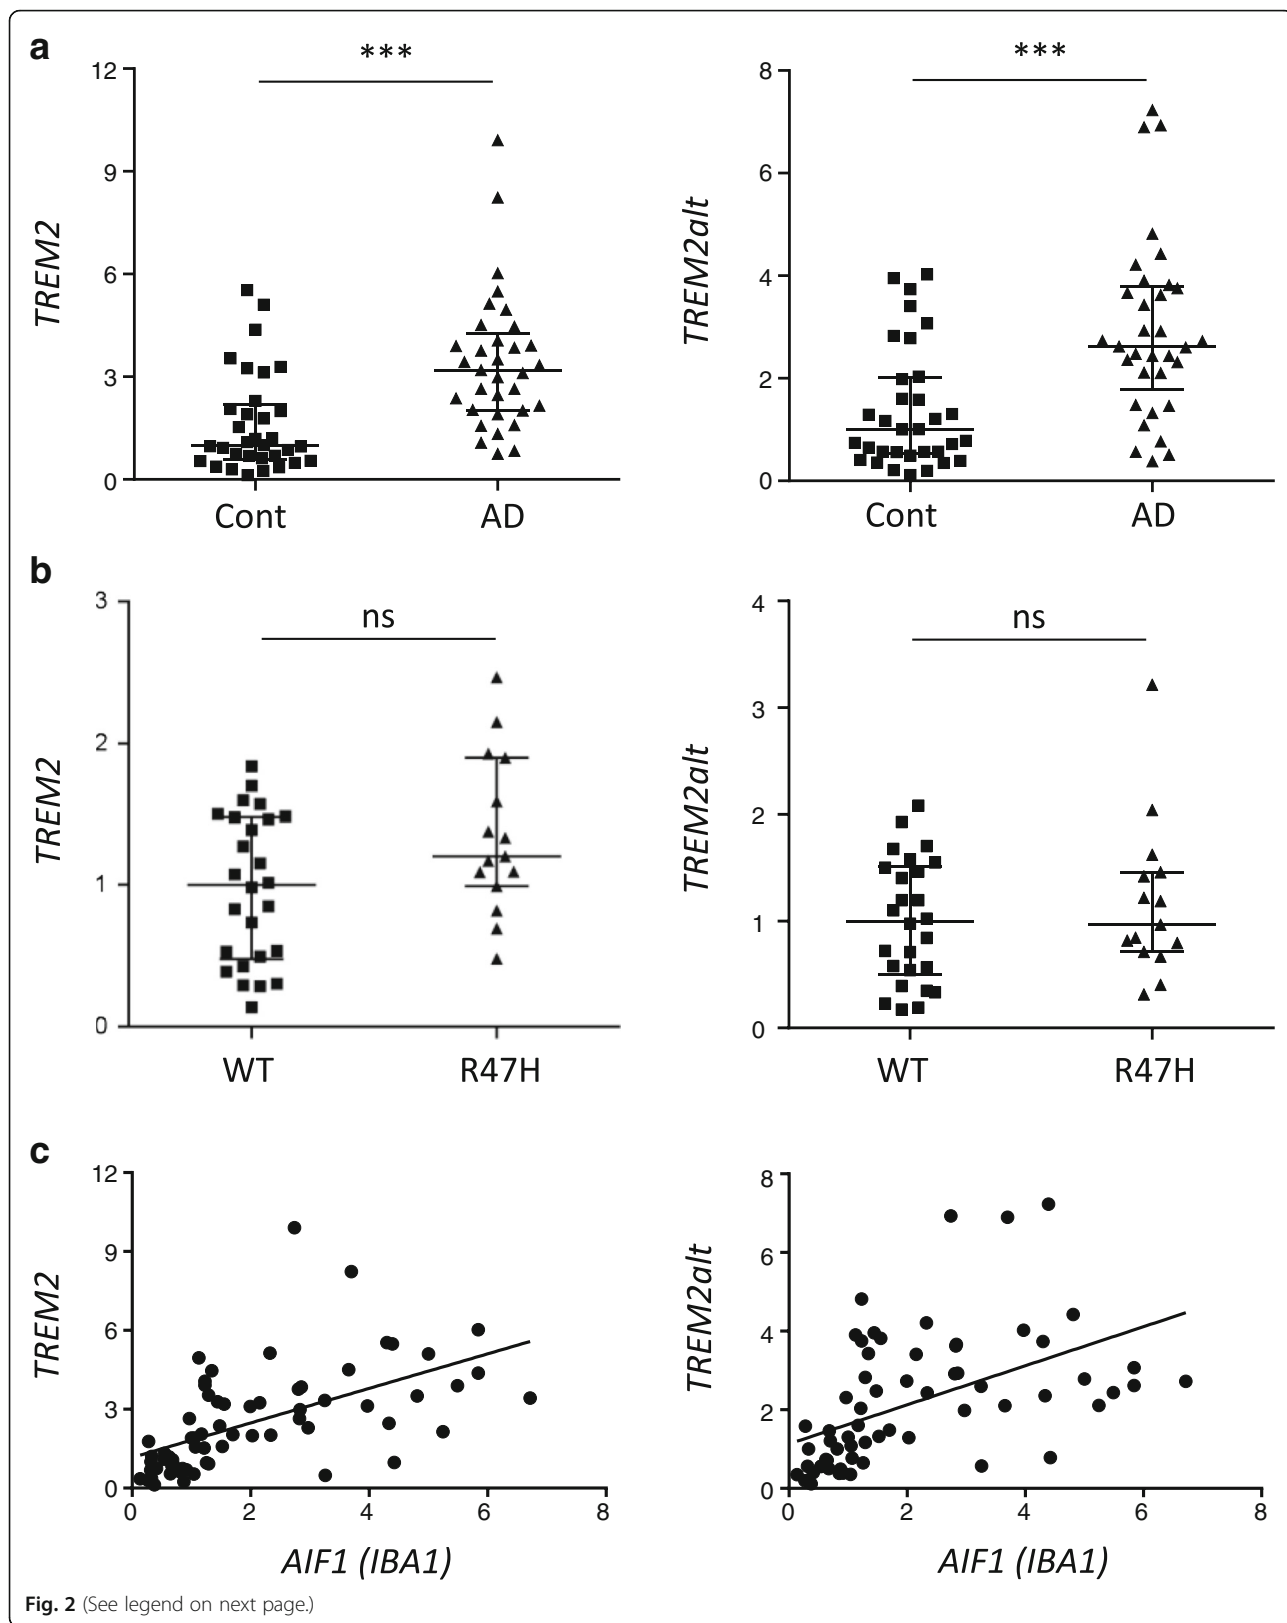 a
***
12
9
6
3
0
TREM2
Cont AD
***
8
6
4
2
0
TREM2alt
Cont AD
b
ns
3
2
1
0
TREM2
WT R47H
ns
4
3
2
1
0
TREM2alt
WT R47H
c
12
9
6
3
0
TREM2
0 2 4 6 8
AIF1 (IBA1)
8
6
4
2
0
TREM2alt
0 2 4 6 8
AIF1 (IBA1)
Fig. 2 (See legend on next page.)